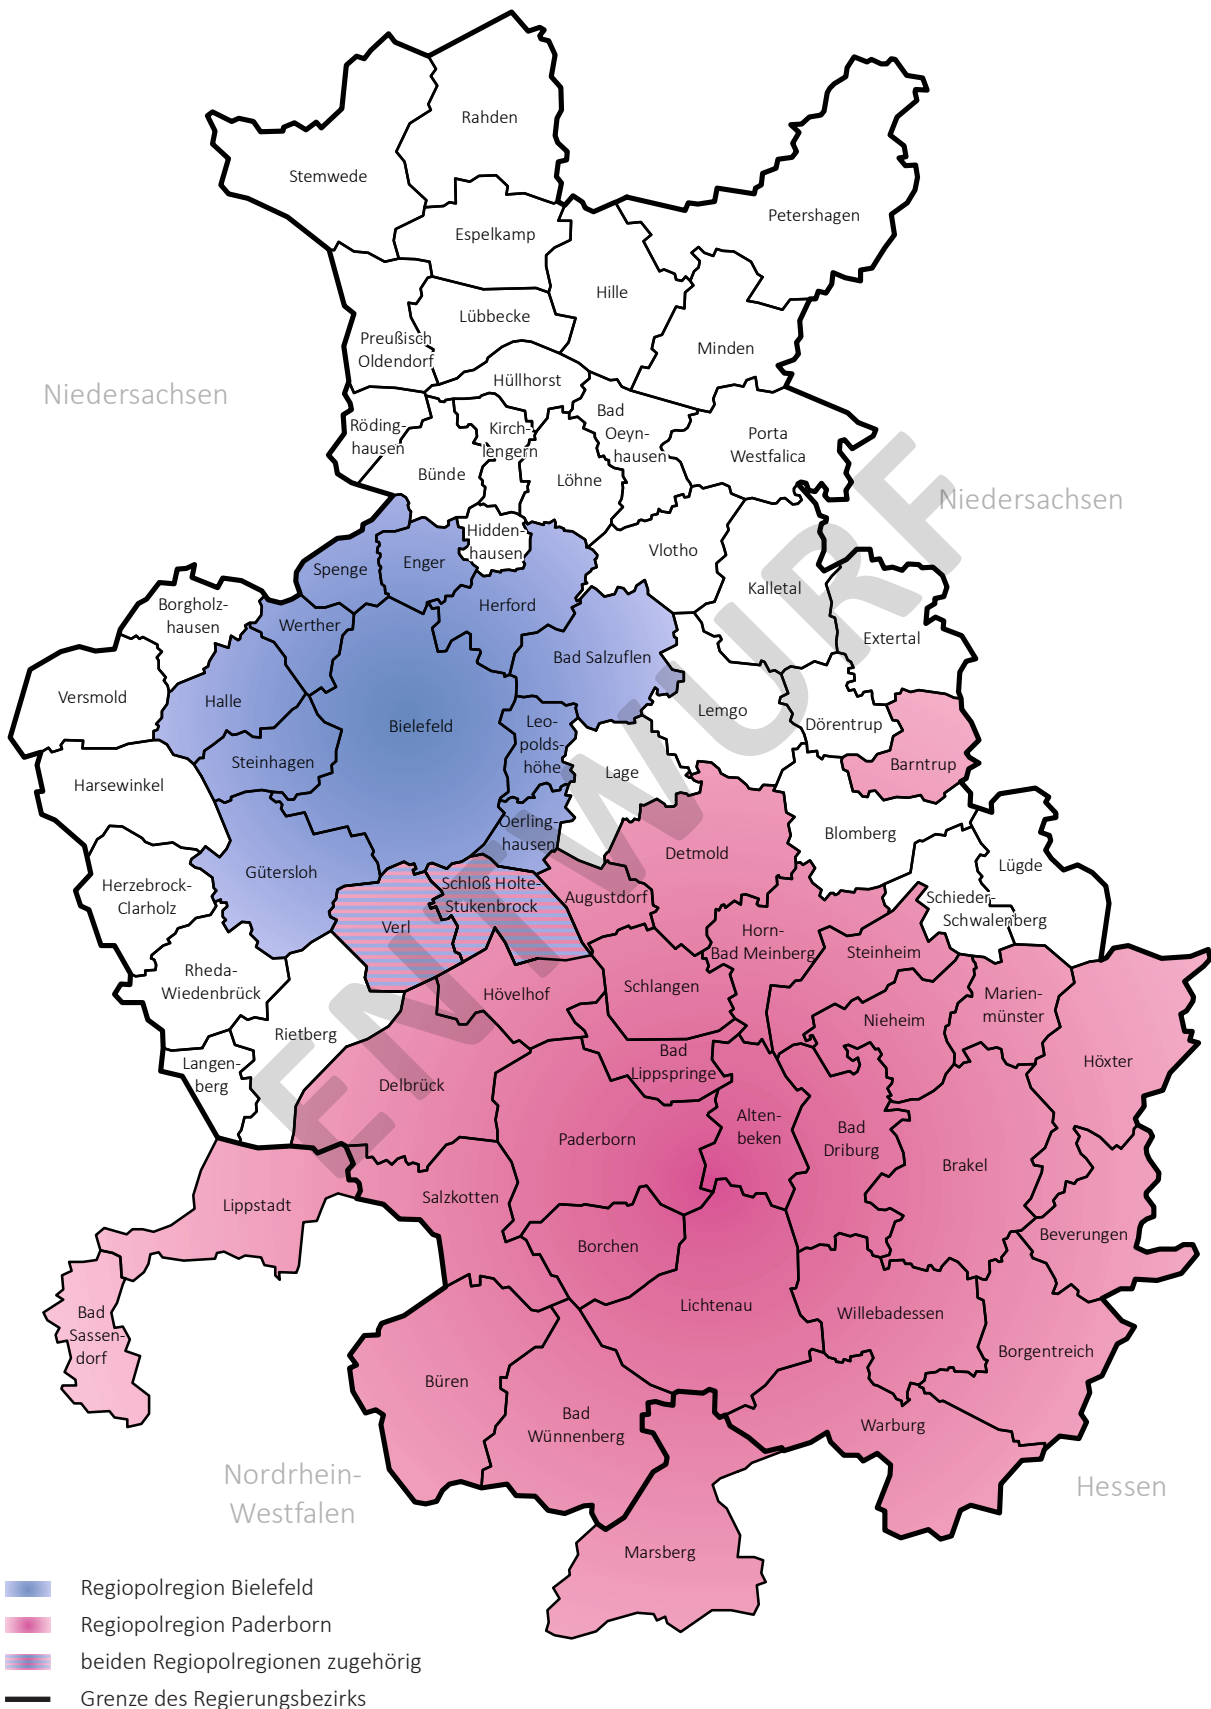 Rahden
Stemwede
Petershagen
Espelkamp
Hille
Lübbecke
Preußisch
Oldendorf
Minden
Niedersachsen
Hüllhorst
Bad
Oeyn-
hausen
Röding-
hausen
Kirch-
lengern
Porta
Westfalica
Bünde
Löhne
Niedersachsen
Hidden-
hausen
Vlotho
Spenge
Enger
Kalletal
Borgholz-
hausen
Herford
Werther
Extertal
Bad Salzuflen
Versmold
Halle
Lemgo
Bielefeld
Leo-
polds-
höhe
Dörentrup
Steinhagen
Barntrup
Lage
Harsewinkel
Oerling-
hausen
Blomberg
Detmold
Lügde
Gütersloh
Herzebrock-
Clarholz
Schloß Holte-
Stukenbrock
Augustdorf
Schieder-
Schwalenberg
Verl
Horn-
Bad Meinberg
Steinheim
Rheda-
Wiedenbrück
Hövelhof
Schlangen
Marien-
münster
Nieheim
Rietberg
Langen-
berg
Bad
Lippspringe
Höxter
Delbrück
Alten-
beken
Paderborn
Bad
Driburg
Brakel
Lippstadt
Salzkotten
Borchen
Beverungen
Bad
Sassen-
dorf
Lichtenau
Willebadessen
Borgentreich
Büren
Bad
Wünnenberg
Warburg
Nordrhein-
Westfalen
Hessen
Marsberg
ENTWURF
Regiopolregion Bielefeld
Regiopolregion Paderborn
beiden Regiopolregionen zugehörig
Grenze des Regierungsbezirks